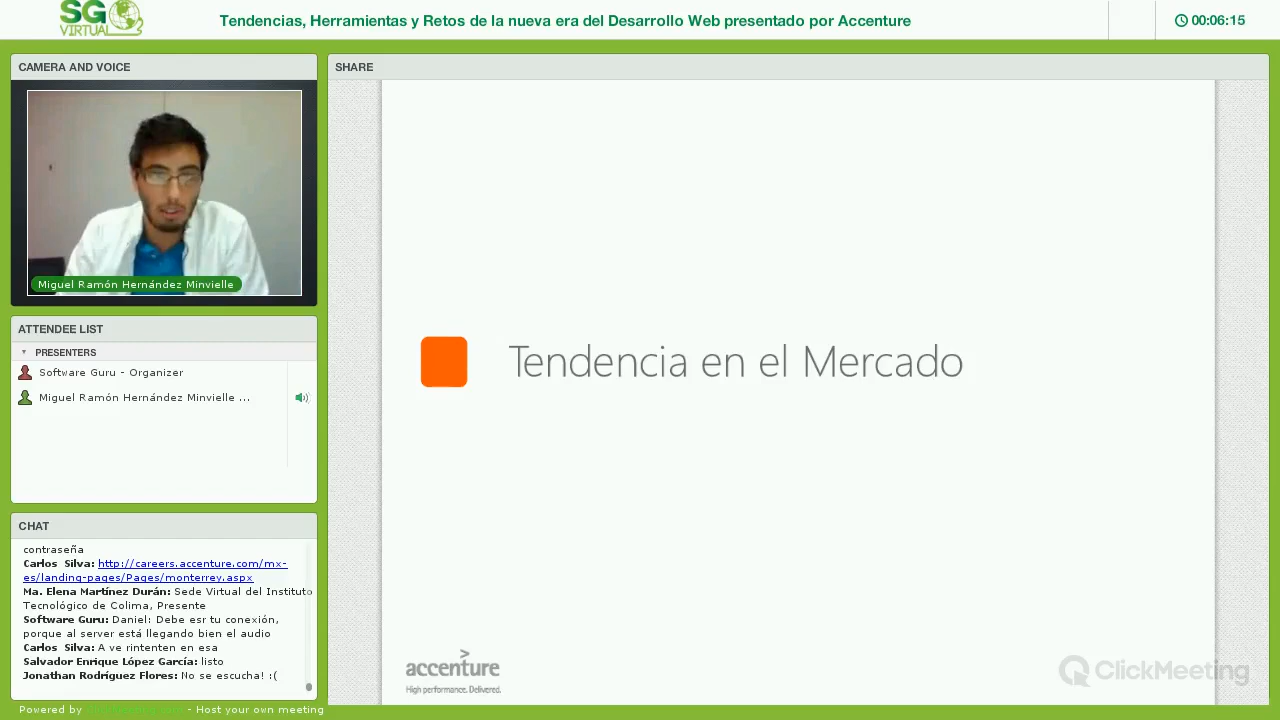 SG
VIRTUAL
Tendencias, Herramientas y Retos de la nueva era del Desarrollo Web presentado por Accenture
00:06:15
CAMERA AND VOICE
Miguel Ramón Hernández Minvielle
ATTENDEE LIST
PRESENTERS
Software Guru - Organizer
Miguel Ramón Hernández Minvielle ...
CHAT
contraseña
Carlos Silva: http://careers.accenture.com/mx-
es/landing-pages/Pages/monterrey.aspx
Ma. Elena Martínez Durán: Sede Virtual del Instituto
Tecnológico de Colima, Presente
Software Guru: Daniel: Debe esr tu conexión,
porque al server está llegando bien el audio
Carlos Silva: A ve rintenten en esa
Salvador Enrique López García: listo
Jonathan Rodríguez Flores: No se escucha! :(
Powered by - Host your own meeting
SHARE
Tendencia en el Mercado
accenture
High performance. Delivered.
ClickMeeting